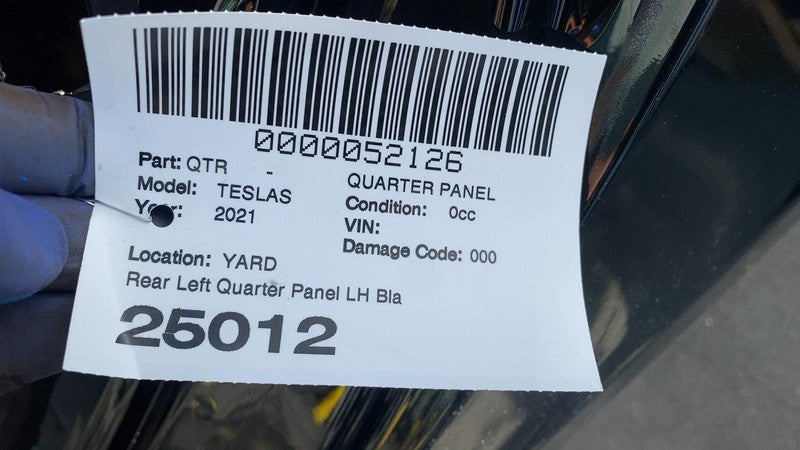 0000052126
Part: QTR - QUARTER PANEL
Model: TESLAS Condition: 0cc
Year: 2021 VIN:
Damage Code: 000
Location: YARD
Rear Left Quarter Panel LH Bla
25012